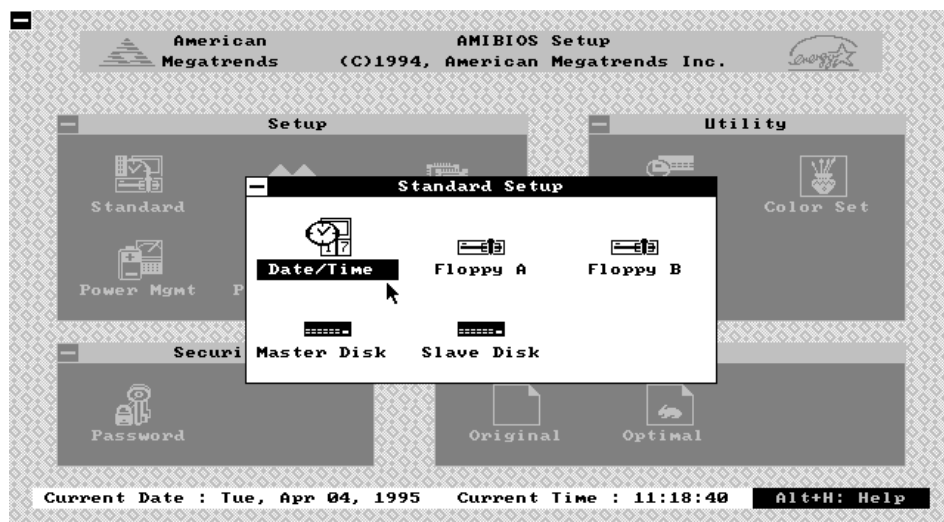 American
Megatrends
AMIBIOS Setup
(C)1994, American Megatrends Inc.
energy
Setup
Utility
Standard
Color Set
Power Mgmt
P
Standard Setup
17
Date/Time
Floppy A
Floppy B
Master Disk
Slave Disk
Securi
Password
Original
Optimal
Current Date : Tue, Apr 04, 1995
Current Time : 11:18:40
Alt+H: Help